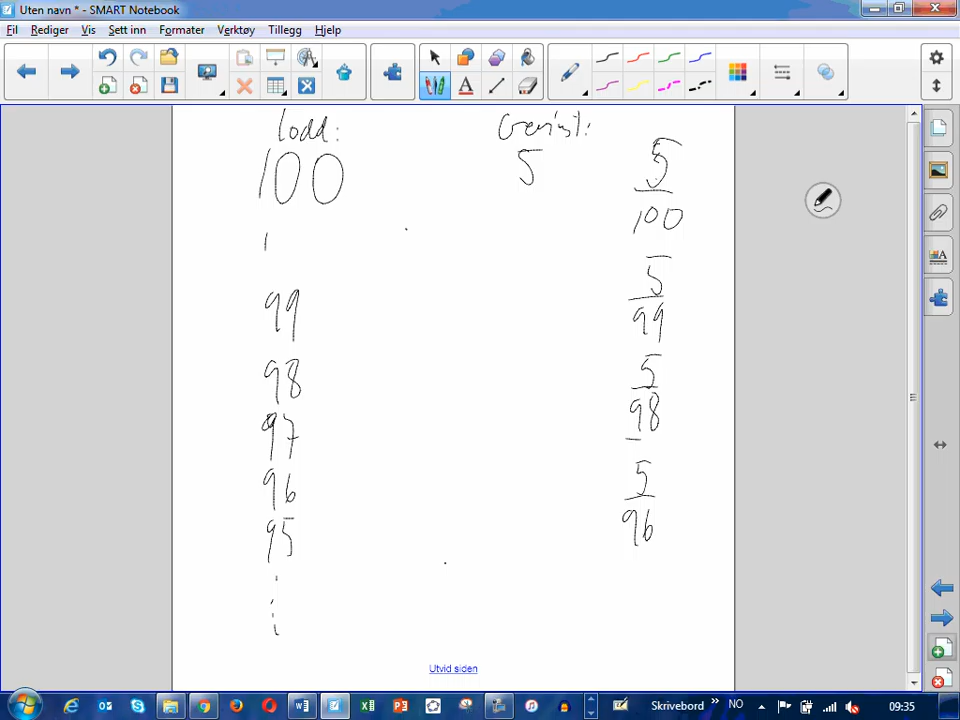 Uten navn * - SMART Notebook
Fil Rediger Vis Sett inn Formater Verktøy Tillegg Hjelp
lodd: Gevinst:
100 5 5/100
1
99 5/99
98 5/98
97
96 5/96
95
Utvid siden
Skrivebord » NO 09:35